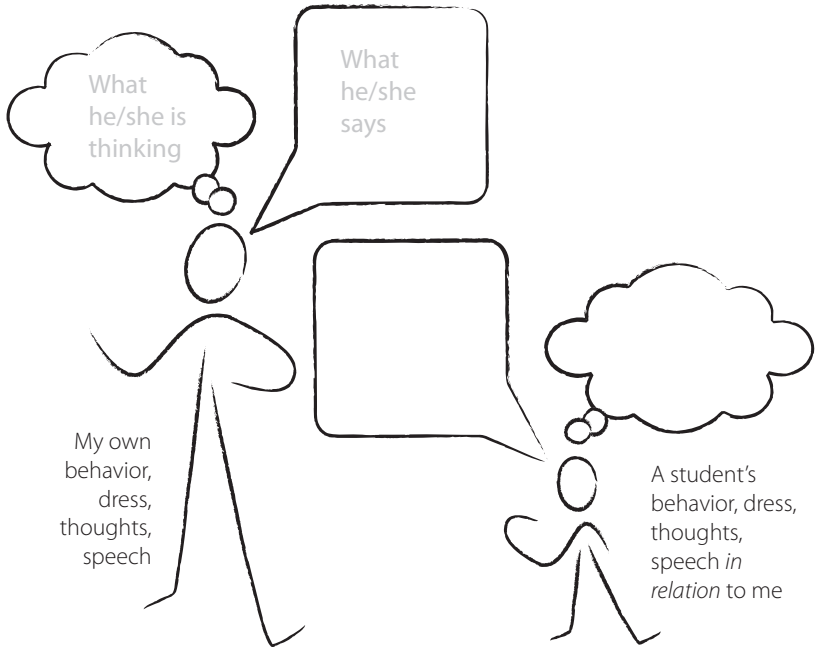 What
he/she is
thinking
What
he/she
says
My own
behavior,
dress,
thoughts,
speech
A student’s
behavior, dress,
thoughts,
speech in
relation to me